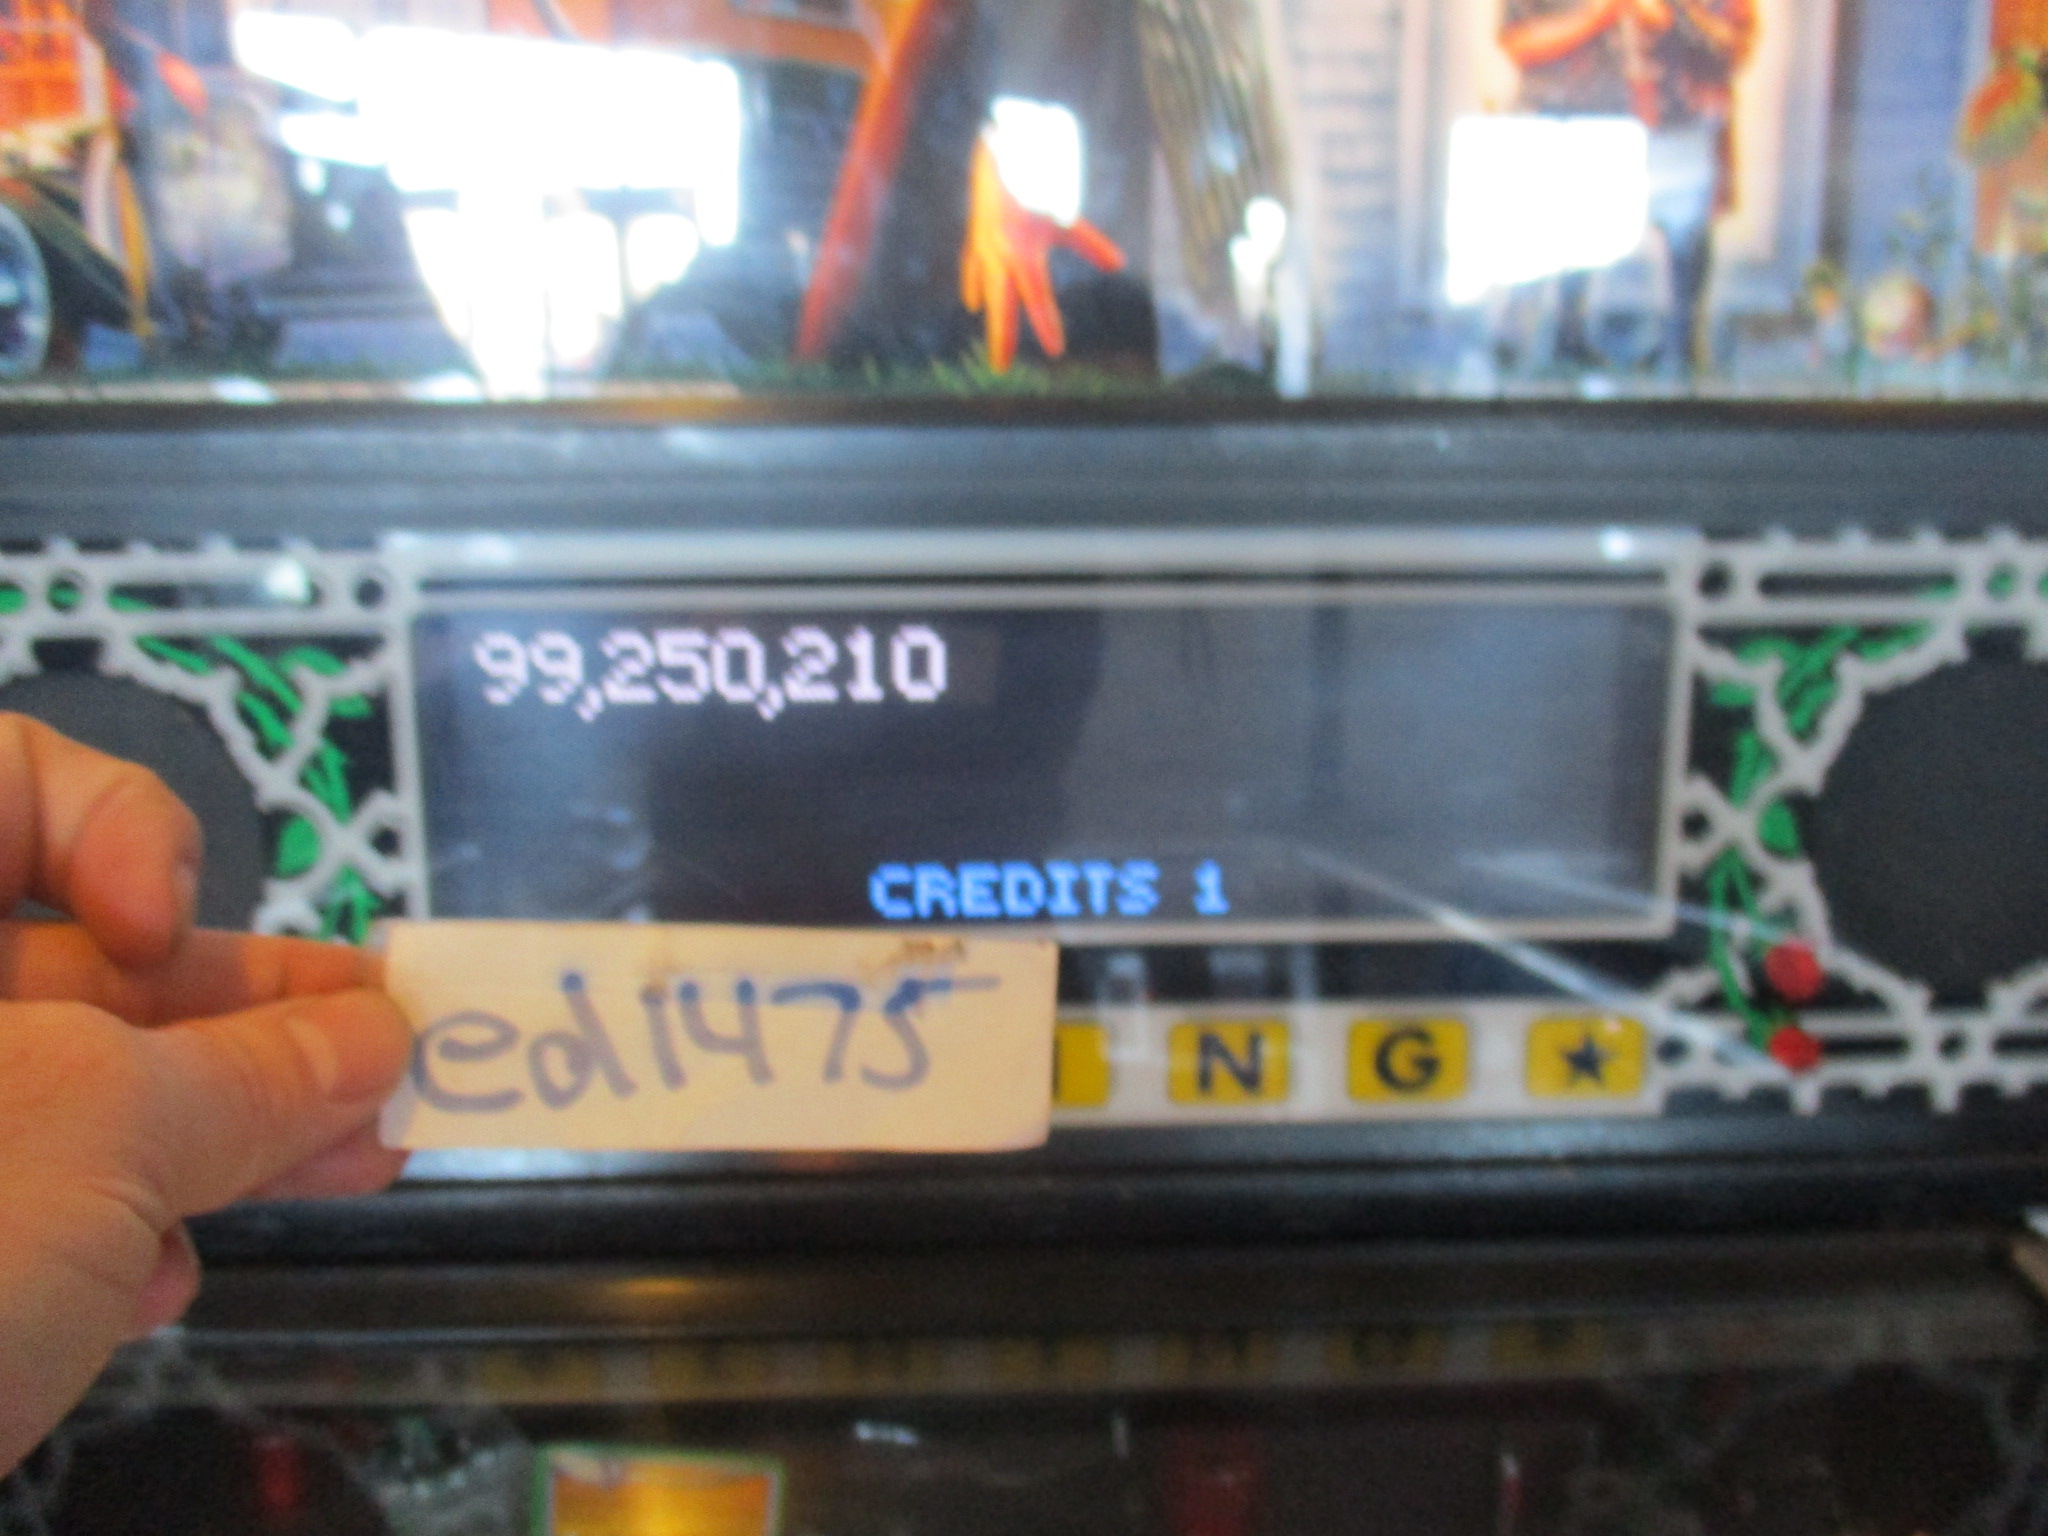 99,250,210
CREDITS 1
ed1475
N G ★